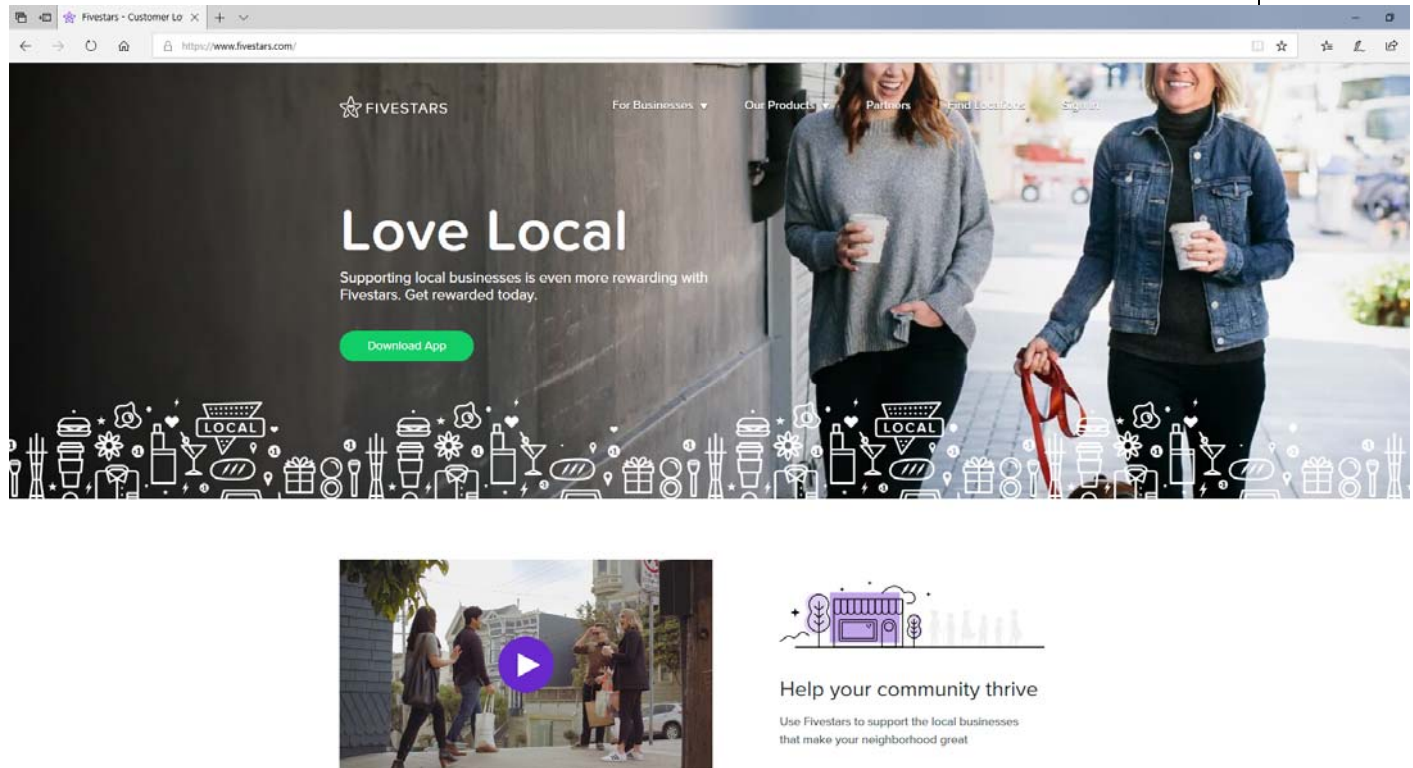 Fivestars - Customer Lo
https://www.fivestars.com/
FIVESTARS
For Businesses
Our Products
Partners
Find Locations
Sign In
Love Local
Supporting local businesses is even more rewarding with
Fivestars. Get rewarded today.
Download App
LOCAL
LOCAL
Help your community thrive
Use Fivestars to support the local businesses
that make your neighborhood great